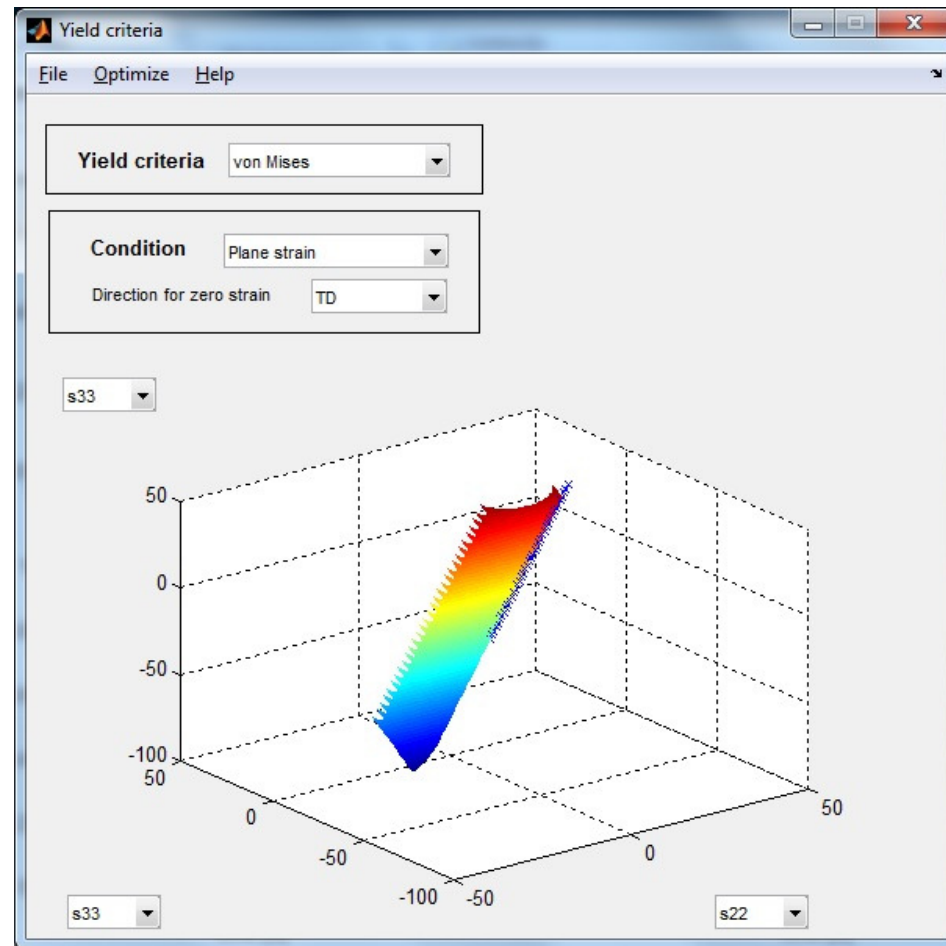 Yield criteria
File Optimize Help
Yield criteria von Mises
Condition Plane strain
Direction for zero strain TD
s33
50
0
-50
-100
50
0
-50
-100
-50
0
50
s33 s22